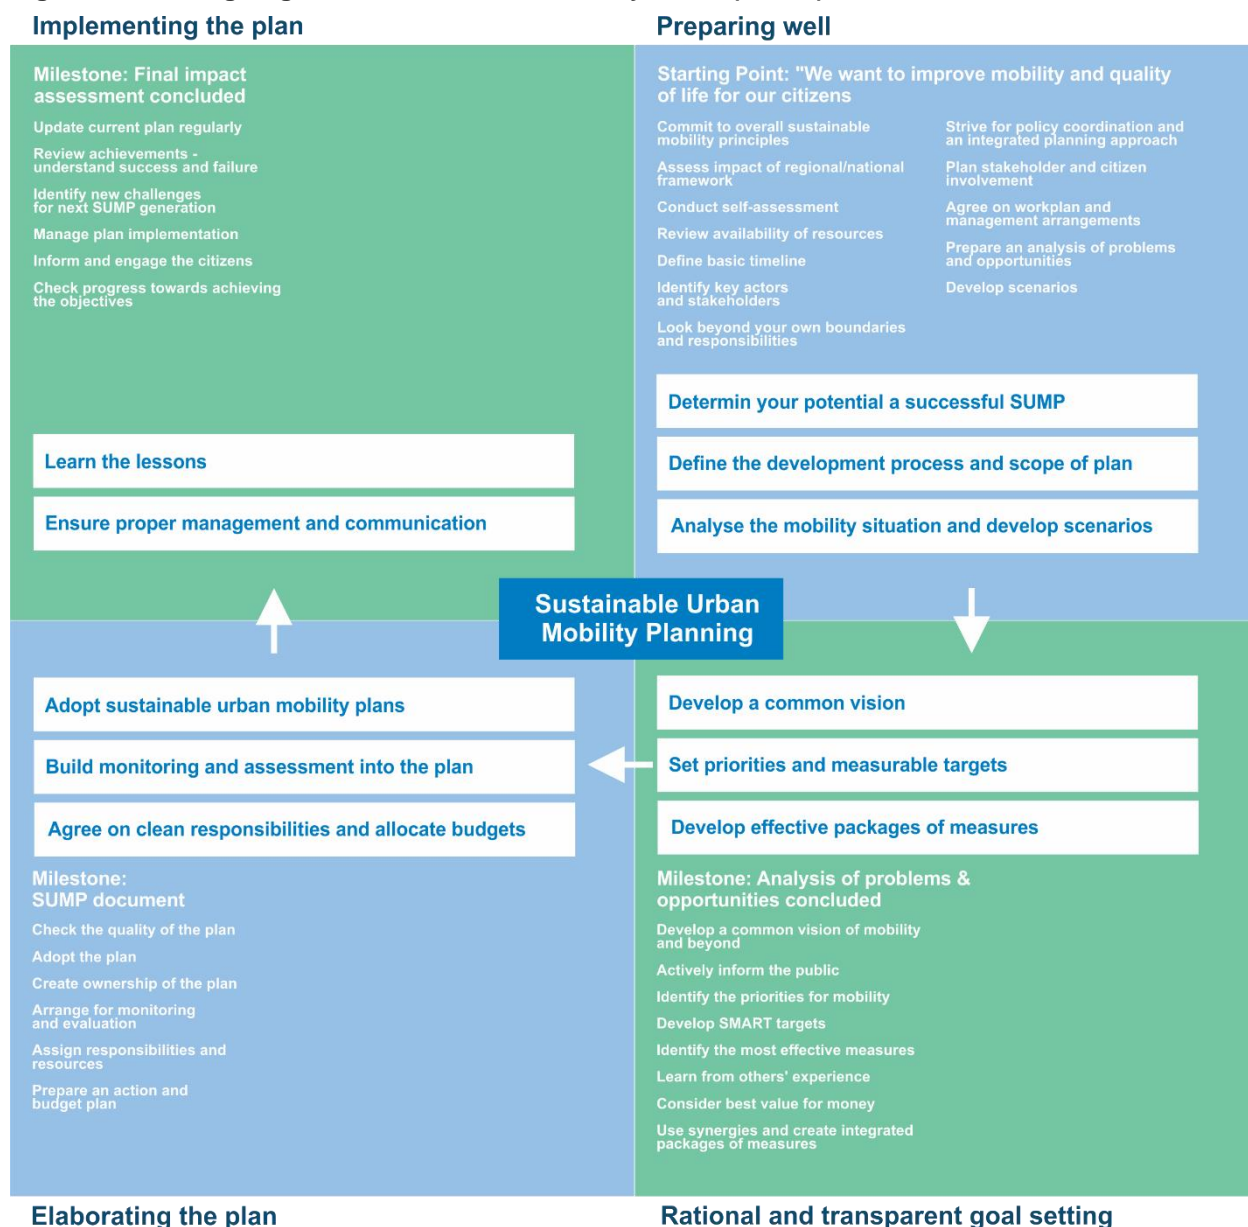 Implementing the plan
Milestone: Final impact
assessment concluded
Update current plan regularly
Review achievements -
understand success and failure
Identify new challenges
for next SUMP generation
Manage plan implementation
Inform and engage the citizens
Check progress towards achieving
the objectives
Learn the lessons
Ensure proper management and communication
Preparing well
Starting Point: "We want to improve mobility and quality
of life for our citizens
Commit to overall sustainable
mobility principles
Assess impact of regional/national
framework
Conduct self-assessment
Review availability of resources
Define basic timeline
Identify key actors
and stakeholders
Look beyond your own boundaries
and responsibilities
Strive for policy coordination and
an integrated planning approach
Plan stakeholder and citizen
involvement
Agree on workplan and
management arrangements
Prepare an analysis of problems
and opportunities
Develop scenarios
Determin your potential a successful SUMP
Define the development process and scope of plan
Analyse the mobility situation and develop scenarios
Sustainable Urban
Mobility Planning
Adopt sustainable urban mobility plans
Build monitoring and assessment into the plan
Agree on clean responsibilities and allocate budgets
Milestone:
SUMP document
Check the quality of the plan
Adopt the plan
Create ownership of the plan
Arrange for monitoring
and evaluation
Assign responsibilities and
resources
Prepare an action and
budget plan
Elaborating the plan
Develop a common vision
Set priorities and measurable targets
Develop effective packages of measures
Milestone: Analysis of problems &
opportunities concluded
Develop a common vision of mobility
and beyond
Actively inform the public
Identify the priorities for mobility
Develop SMART targets
Identify the most effective measures
Learn from others' experience
Consider best value for money
Use synergies and create integrated
packages of measures
Rational and transparent goal setting